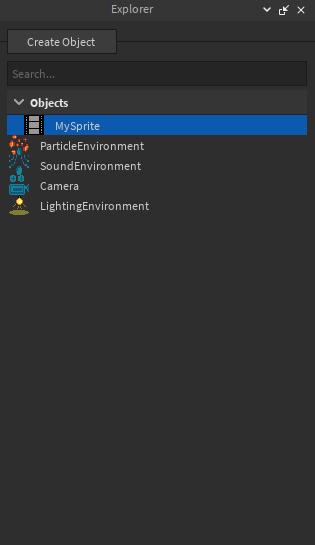 Explorer
Create Object
Search...
Objects
MySprite
ParticleEnvironment
SoundEnvironment
Camera
LightingEnvironment